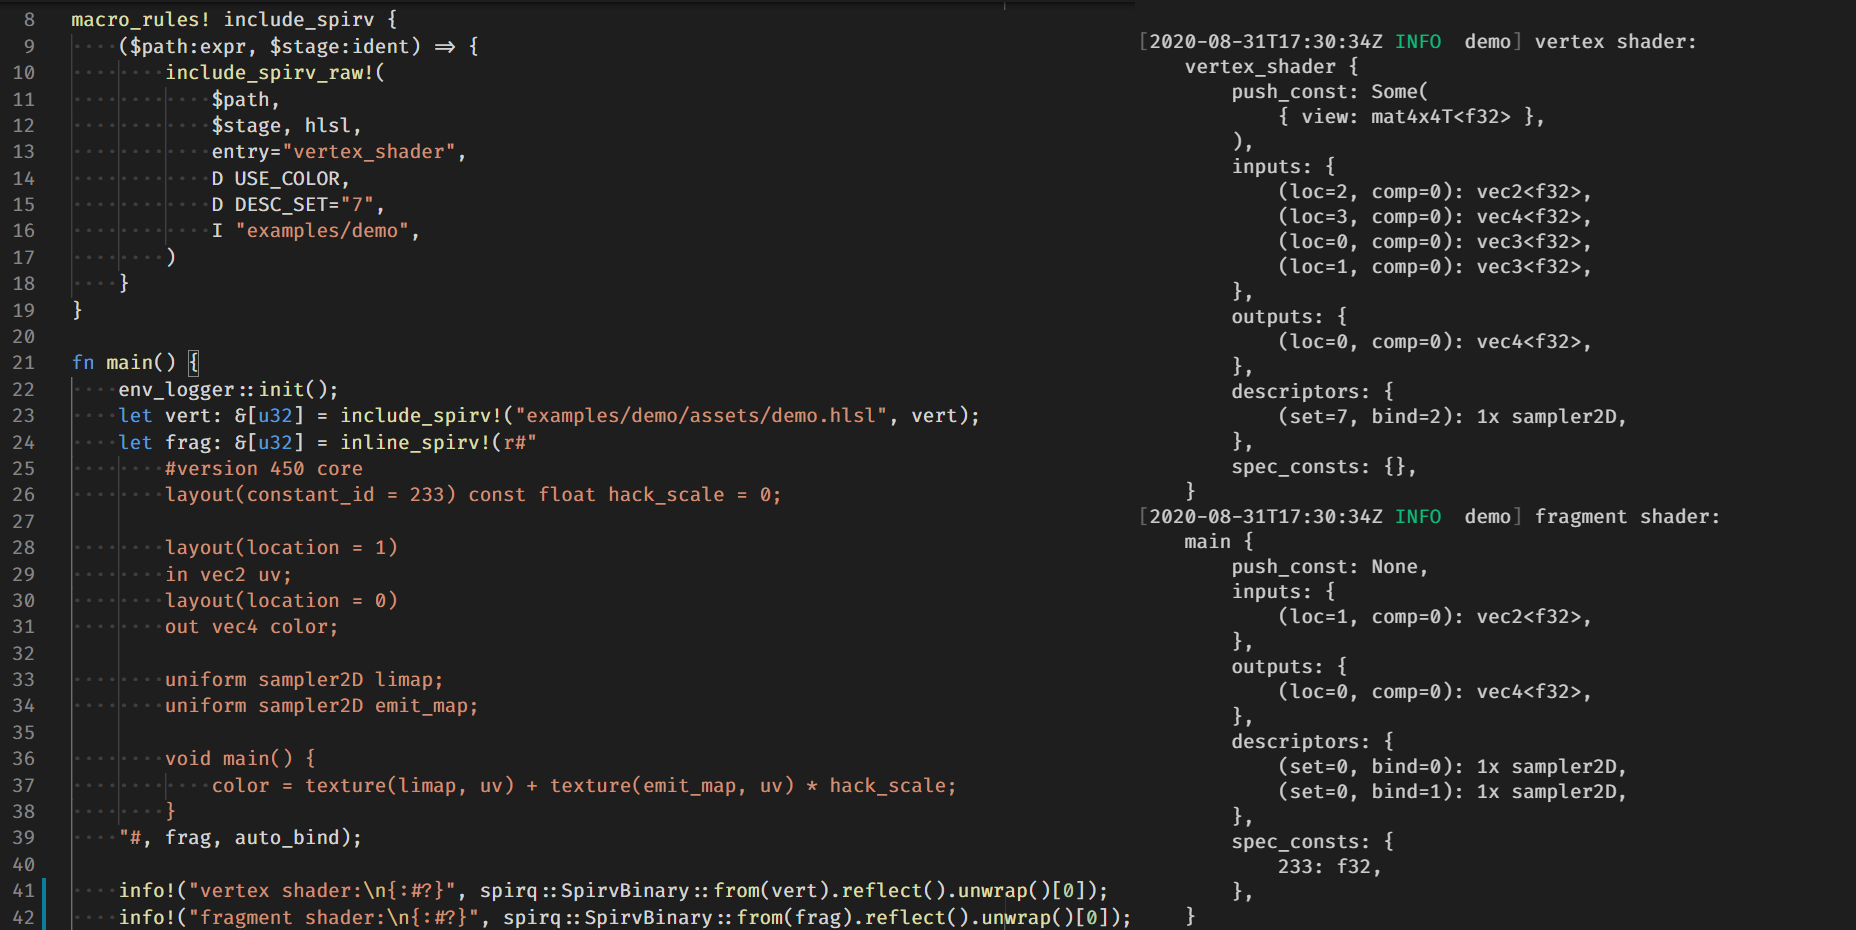 8 macro_rules! include_spirv {
9 ($path:expr, $stage:ident) => {
10 include_spirv_raw!(
11 $path,
12 $stage, hlsl,
13 entry="vertex_shader",
14 D USE_COLOR,
15 D DESC_SET="7",
16 I "examples/demo",
17 )
18 }
19 }
20
21 fn main() {
22 env_logger::init();
23 let vert: &[u32] = include_spirv!("examples/demo/assets/demo.hlsl", vert);
24 let frag: &[u32] = inline_spirv!(r#"
25 #version 450 core
26 layout(constant_id = 233) const float hack_scale = 0;
27
28 layout(location = 1)
29 in vec2 uv;
30 layout(location = 0)
31 out vec4 color;
32
33 uniform sampler2D limap;
34 uniform sampler2D emit_map;
35
36 void main() {
37 color = texture(limap, uv) + texture(emit_map, uv) * hack_scale;
38 }
39 "#, frag, auto_bind);
40
41 info!("vertex shader:\n{:#?}", spirq::SpirvBinary::from(vert).reflect().unwrap()[0]);
42 info!("fragment shader:\n{:#?}", spirq::SpirvBinary::from(frag).reflect().unwrap()[0]);
[2020-08-31T17:30:34Z INFO demo] vertex shader:
vertex_shader {
push_const: Some(
{ view: mat4x4T<f32> },
),
inputs: {
(loc=2, comp=0): vec2<f32>,
(loc=3, comp=0): vec4<f32>,
(loc=0, comp=0): vec3<f32>,
(loc=1, comp=0): vec3<f32>,
},
outputs: {
(loc=0, comp=0): vec4<f32>,
},
descriptors: {
(set=7, bind=2): 1x sampler2D,
},
spec_consts: {},
}
[2020-08-31T17:30:34Z INFO demo] fragment shader:
main {
push_const: None,
inputs: {
(loc=1, comp=0): vec2<f32>,
},
outputs: {
(loc=0, comp=0): vec4<f32>,
},
descriptors: {
(set=0, bind=0): 1x sampler2D,
(set=0, bind=1): 1x sampler2D,
},
spec_consts: {
233: f32,
},
}